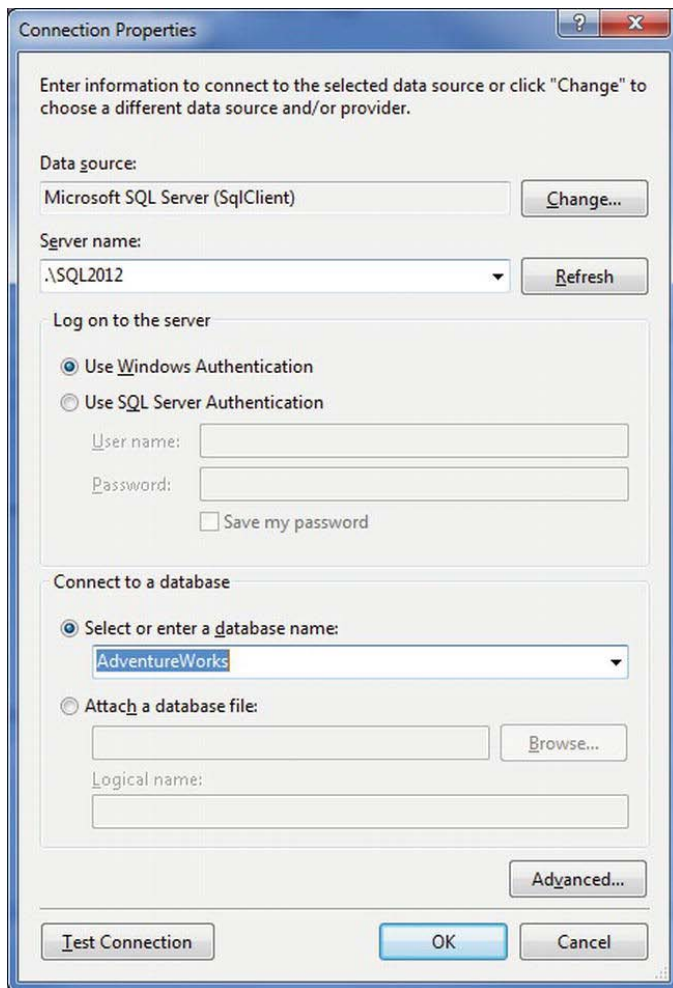 Connection Properties
Enter information to connect to the selected data source or click "Change" to
choose a different data source and/or provider.
Data source:
Microsoft SQL Server (SqlClient)
Change...
Server name:
.\SQL2012
Refresh
Log on to the server
Use Windows Authentication
Use SQL Server Authentication
User name:
Password:
Save my password
Connect to a database
Select or enter a database name:
AdventureWorks
Attach a database file:
Browse...
Logical name:
Advanced...
Test Connection
OK
Cancel